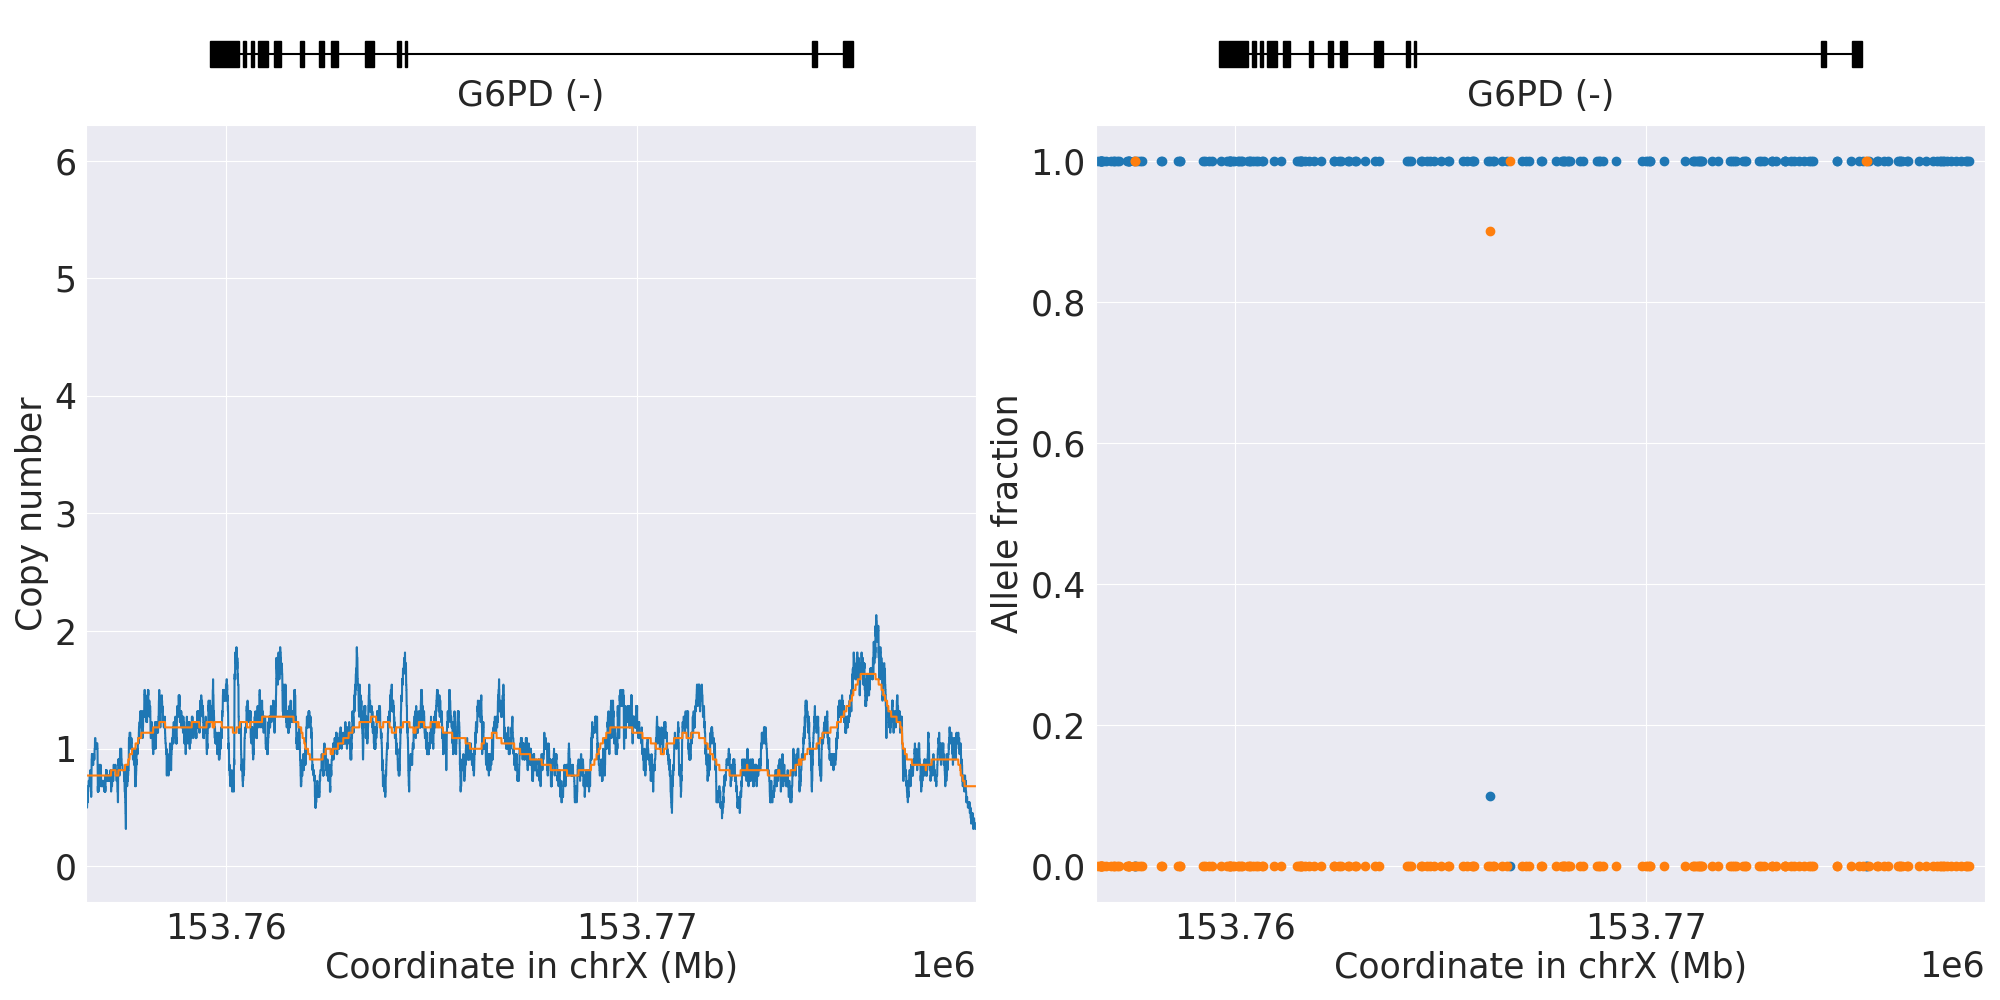 G6PD (-)
6
5
4
3
2
1
0
Copy number
153.76
153.77
Coordinate in chrX (Mb)
1e6
G6PD (-)
1.0
0.8
0.6
0.4
0.2
0.0
Allele fraction
153.76
153.77
Coordinate in chrX (Mb)
1e6